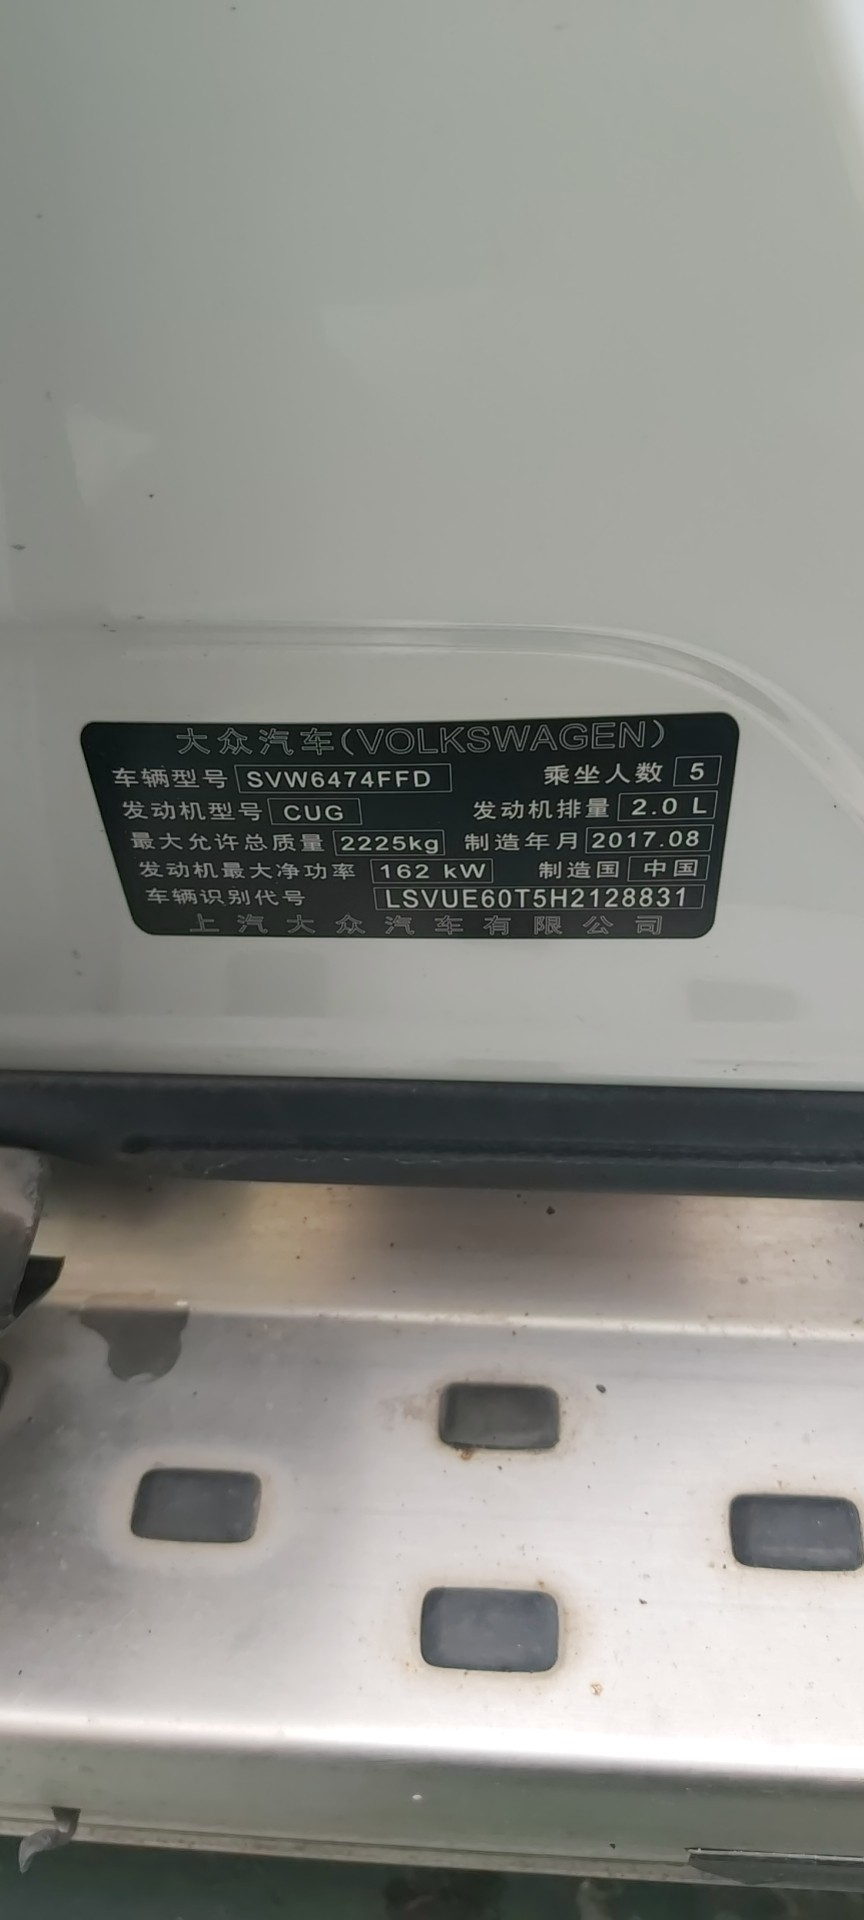 大众汽车(VOLKSWAGEN)
车辆型号 SVW6474FFD 乘坐人数 5
发动机型号 CUG 发动机排量 2.0 L
最大允许总质量 2225kg 制造年月 2017.08
发动机最大净功率 162 kW 制造国 中国
车辆识别代号 LSVUE60T5H2128831
上汽大众汽车有限公司